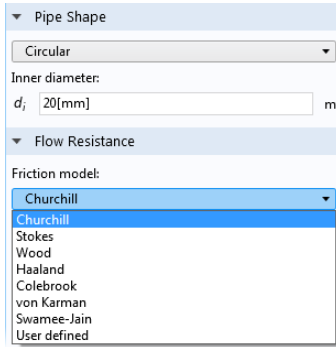 Pipe Shape
Circular
Inner diameter:
di 20[mm] m
Flow Resistance
Friction model:
Churchill
Churchill
Stokes
Wood
Haaland
Colebrook
von Karman
Swamee-Jain
User defined